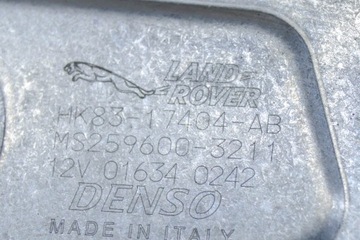 LAND-
ROVER
HK83-17404-AB
MS259600-3211
12V 01634 0242
DENSO
MADE IN ITALY